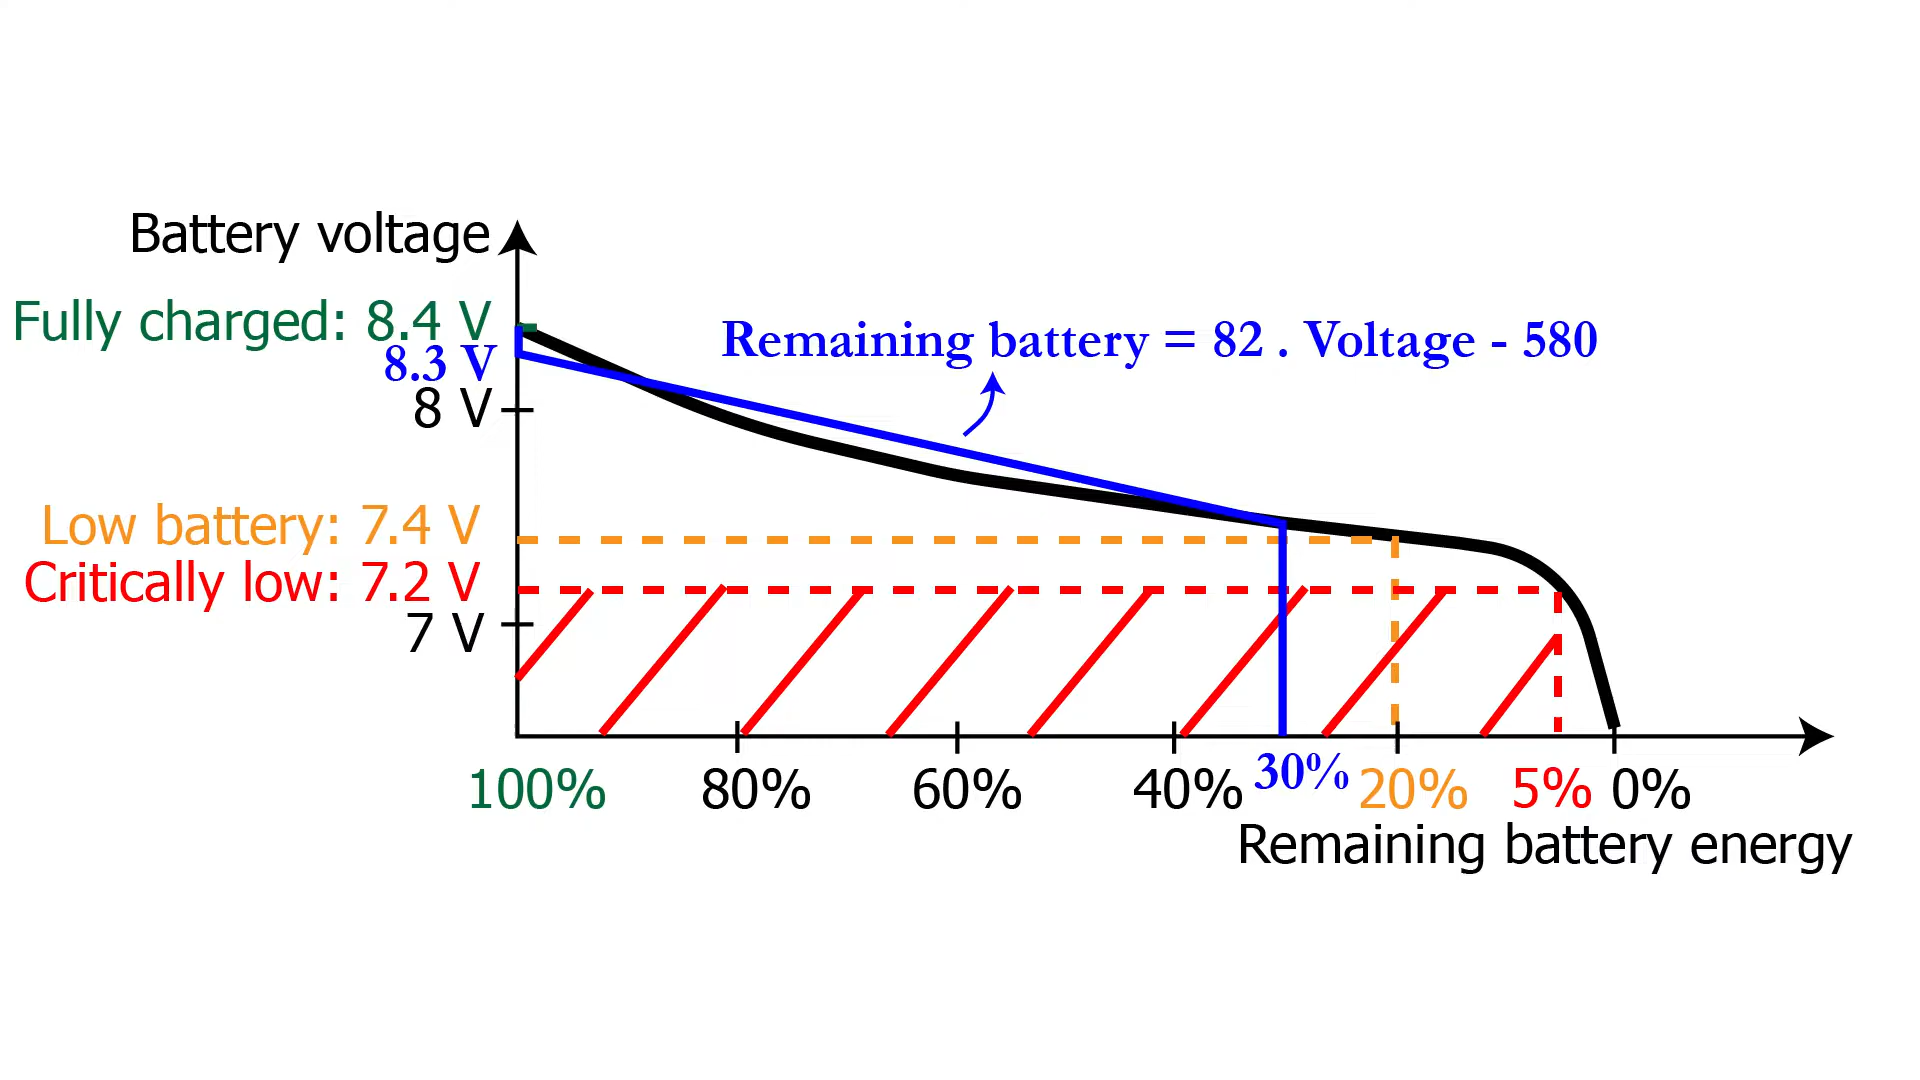 Battery voltage
Fully charged: 8.4 V
8.3 V
Remaining battery = 82 . Voltage - 580
8 V
Low battery: 7.4 V
Critically low: 7.2 V
7 V
100% 80% 60% 40% 30% 20% 5% 0%
Remaining battery energy